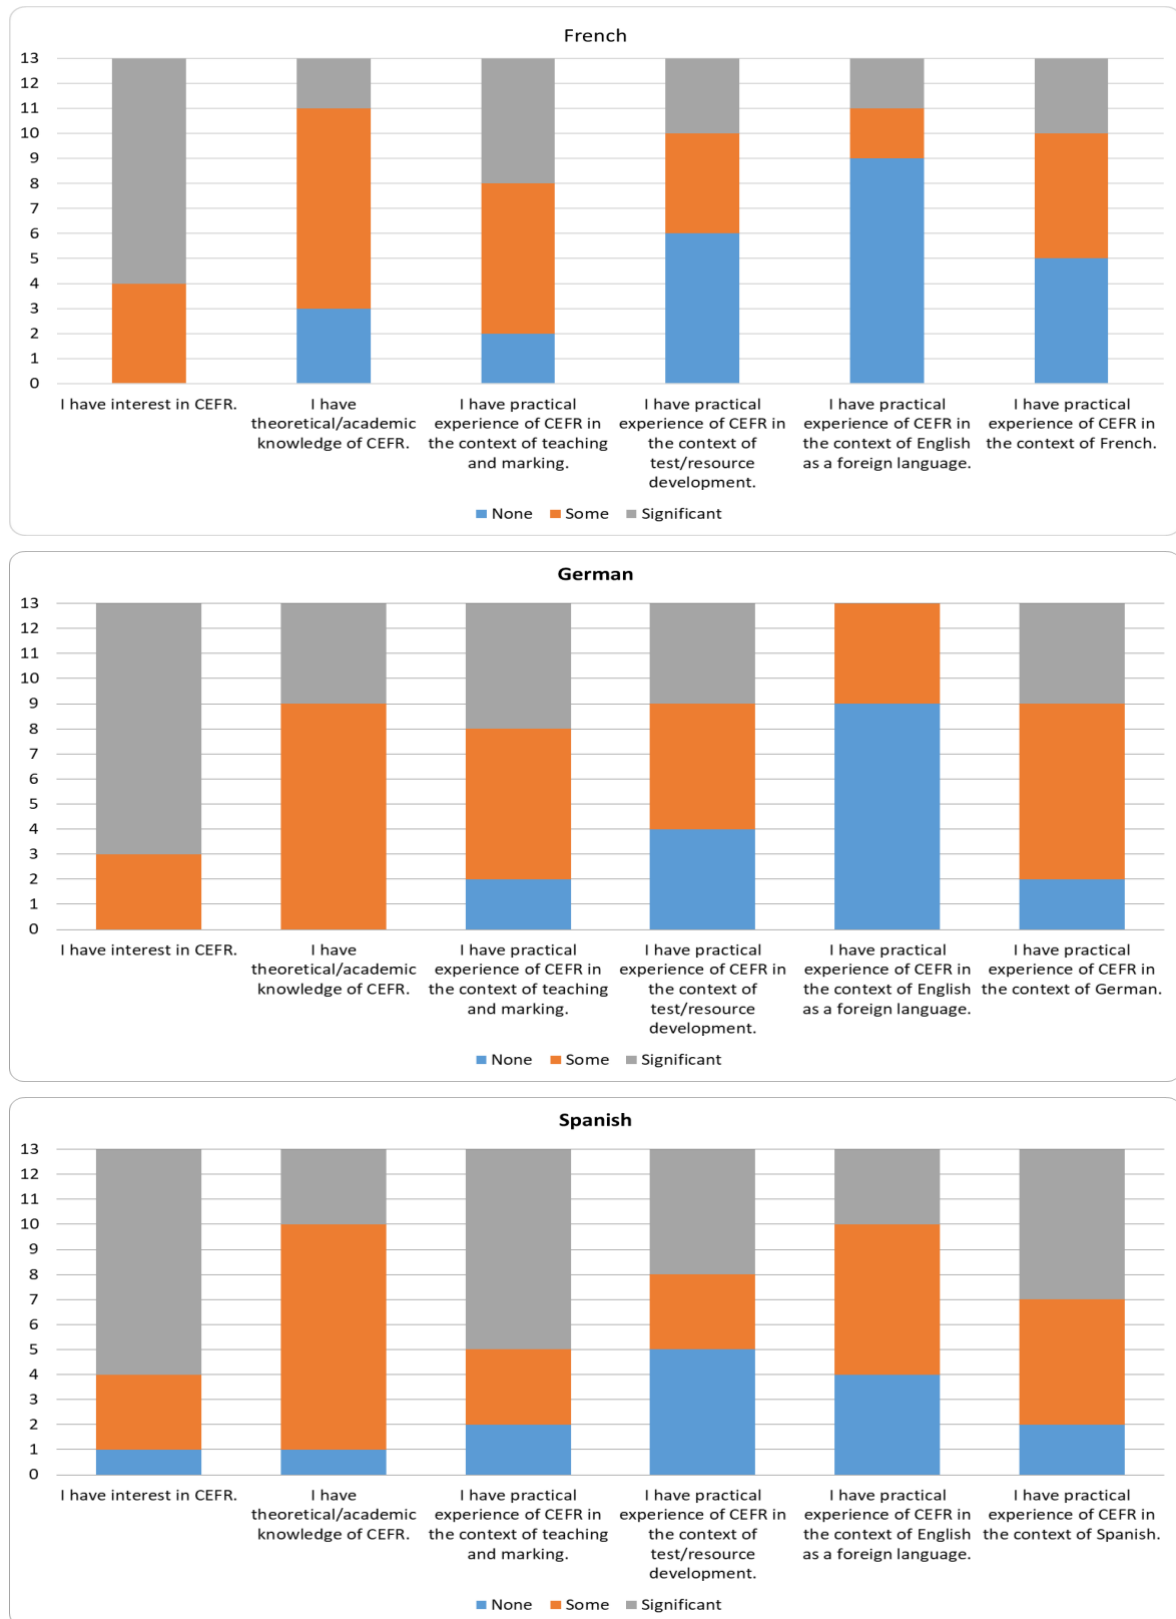 French
13
12
11
10
9
8
7
6
5
4
3
2
1
0
I have interest in CEFR.
I have
theoretical/academic
knowledge of CEFR.
I have practical
experience of CEFR in
the context of teaching
and marking.
I have practical
experience of CEFR in
the context of
test/resource
development.
I have practical
experience of CEFR in
the context of English
as a foreign language.
I have practical
experience of CEFR in
the context of French.
None Some Significant
German
13
12
11
10
9
8
7
6
5
4
3
2
1
0
I have interest in CEFR.
I have
theoretical/academic
knowledge of CEFR.
I have practical
experience of CEFR in
the context of teaching
and marking.
I have practical
experience of CEFR in
the context of
test/resource
development.
I have practical
experience of CEFR in
the context of English
as a foreign language.
I have practical
experience of CEFR in
the context of German.
None Some Significant
Spanish
13
12
11
10
9
8
7
6
5
4
3
2
1
0
I have interest in CEFR.
I have
theoretical/academic
knowledge of CEFR.
I have practical
experience of CEFR in
the context of teaching
and marking.
I have practical
experience of CEFR in
the context of
test/resource
development.
I have practical
experience of CEFR in
the context of English
as a foreign language.
I have practical
experience of CEFR in
the context of Spanish.
None Some Significant